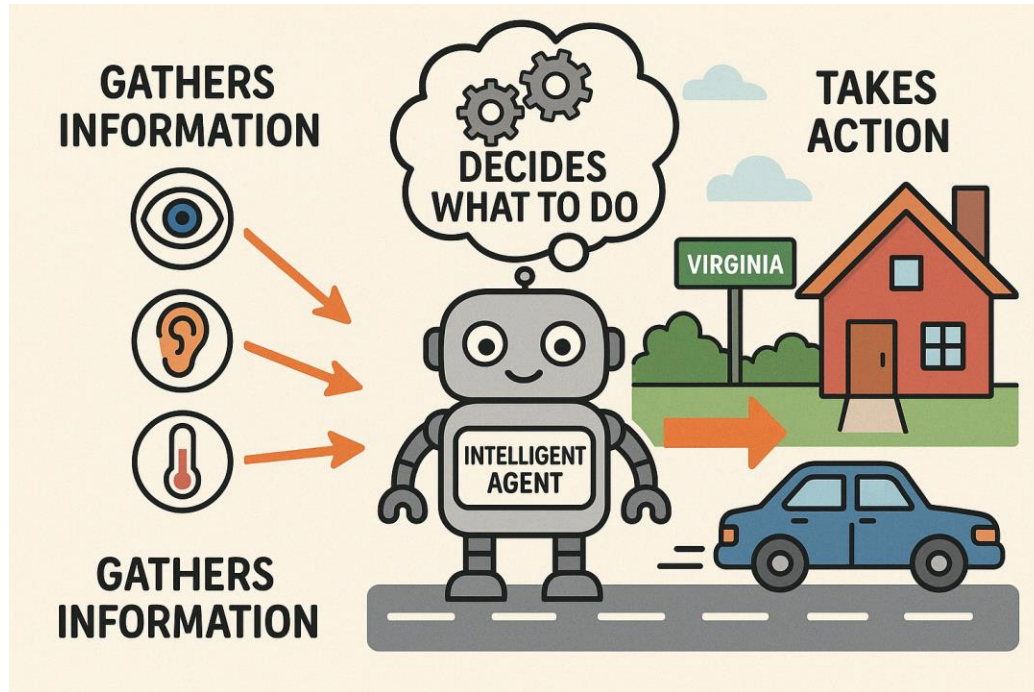 GATHERS
INFORMATION
DECIDES
WHAT TO DO
TAKES
ACTION
VIRGINIA
INTELLIGENT
AGENT
GATHERS
INFORMATION